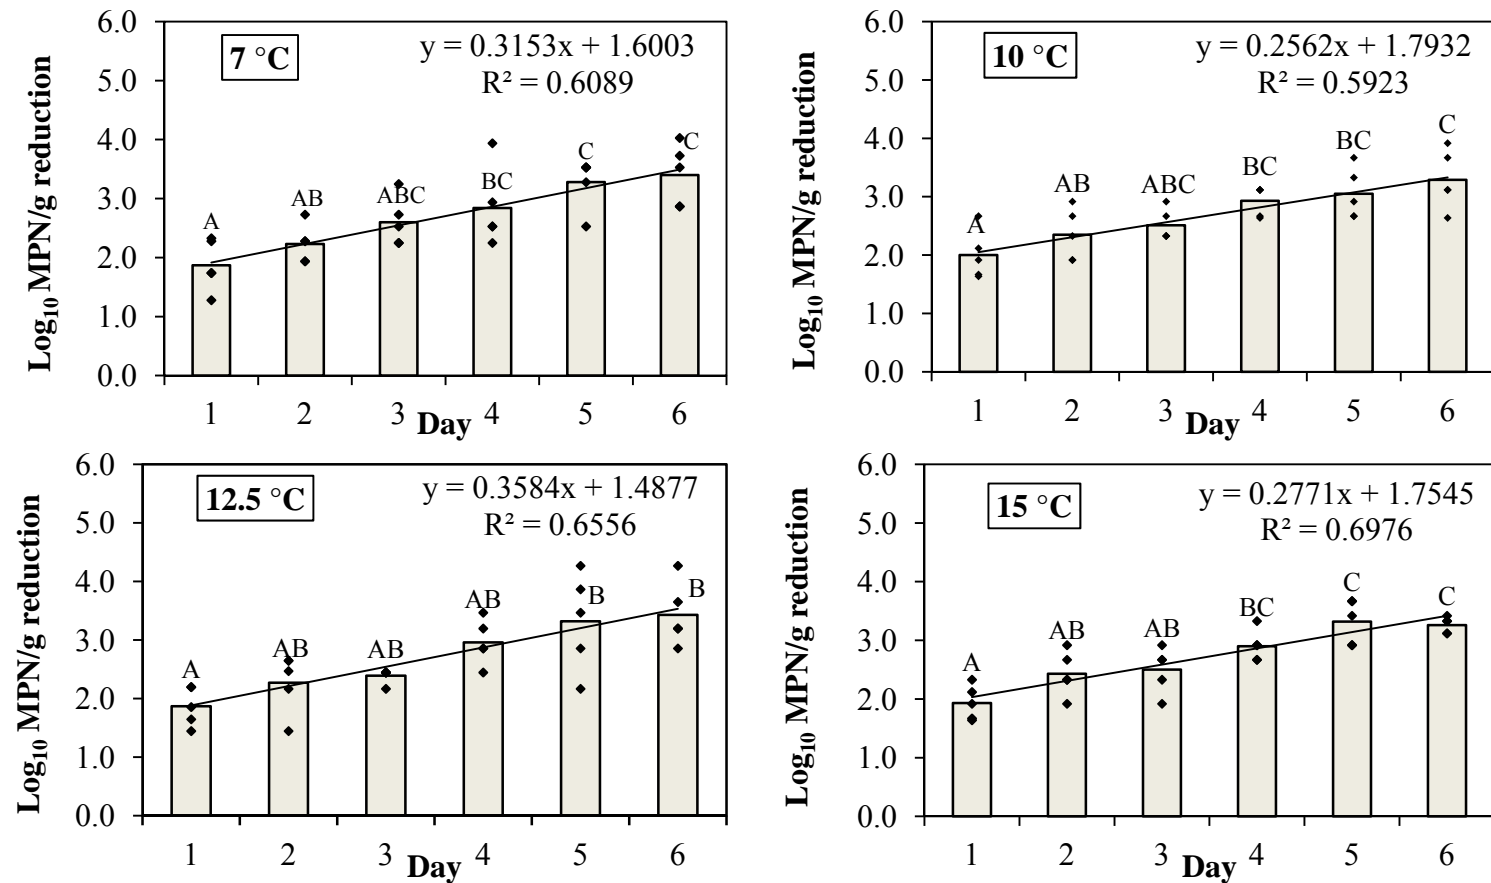 7 °C
y = 0.3153x + 1.6003
R² = 0.6089
Log₁₀ MPN/g reduction
6.0
5.0
4.0
3.0
2.0
1.0
0.0
A
AB
ABC
BC
C
C
1 2 3 4 5 6
Day
10 °C
y = 0.2562x + 1.7932
R² = 0.5923
Log₁₀ MPN/g reduction
6.0
5.0
4.0
3.0
2.0
1.0
0.0
A
AB
ABC
BC
BC
C
1 2 3 4 5 6
Day
12.5 °C
y = 0.3584x + 1.4877
R² = 0.6556
Log₁₀ MPN/g reduction
6.0
5.0
4.0
3.0
2.0
1.0
0.0
A
AB
AB
AB
B
B
1 2 3 4 5 6
Day
15 °C
y = 0.2771x + 1.7545
R² = 0.6976
Log₁₀ MPN/g reduction
6.0
5.0
4.0
3.0
2.0
1.0
0.0
A
AB
AB
BC
C
C
1 2 3 4 5 6
Day